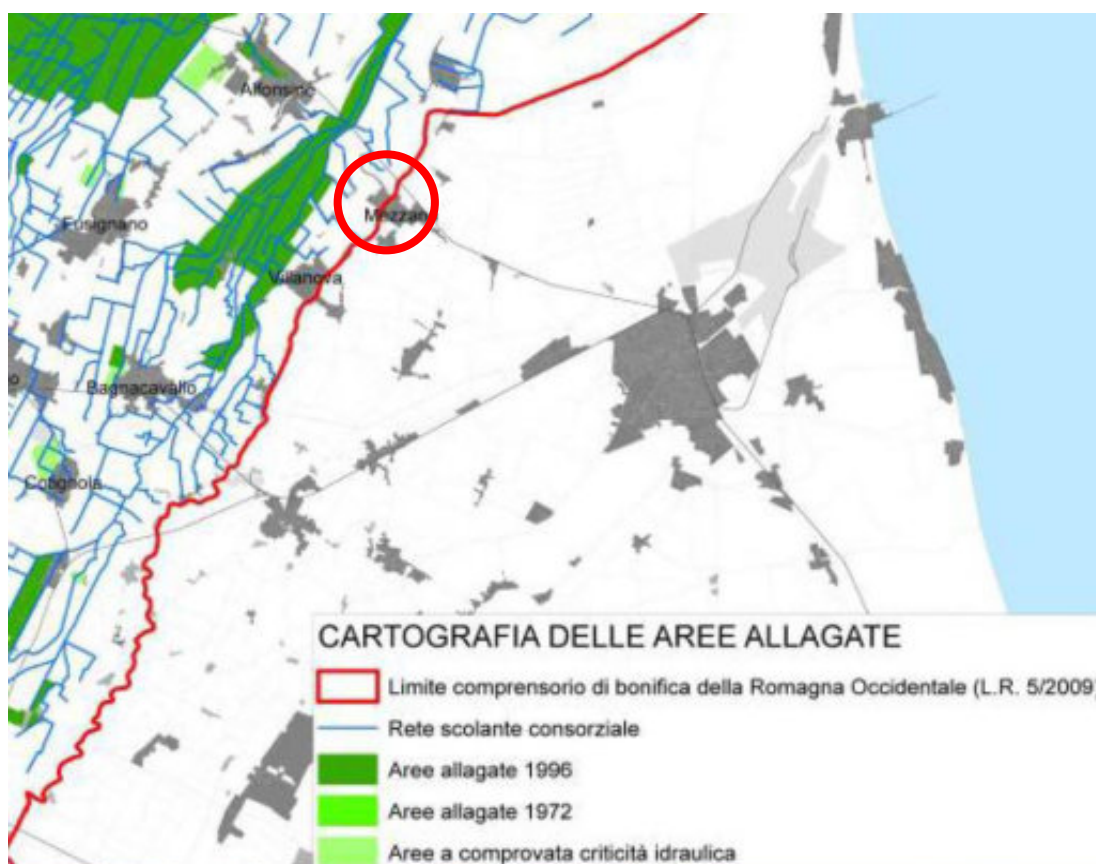 Alfonsine
Mezzano
Fusignano
Villanova
Bagnacavallo
o
Cotignola
CARTOGRAFIA DELLE AREE ALLAGATE
Limite comprensorio di bonifica della Romagna Occidentale (L.R. 5/2009)
Rete scolante consorziale
Aree allagate 1996
Aree allagate 1972
Aree a comprovata criticità idraulica